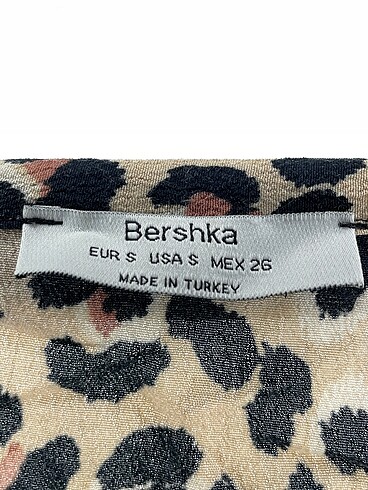 Bershka
EUR S USA S MEX 26
MADE IN TURKEY